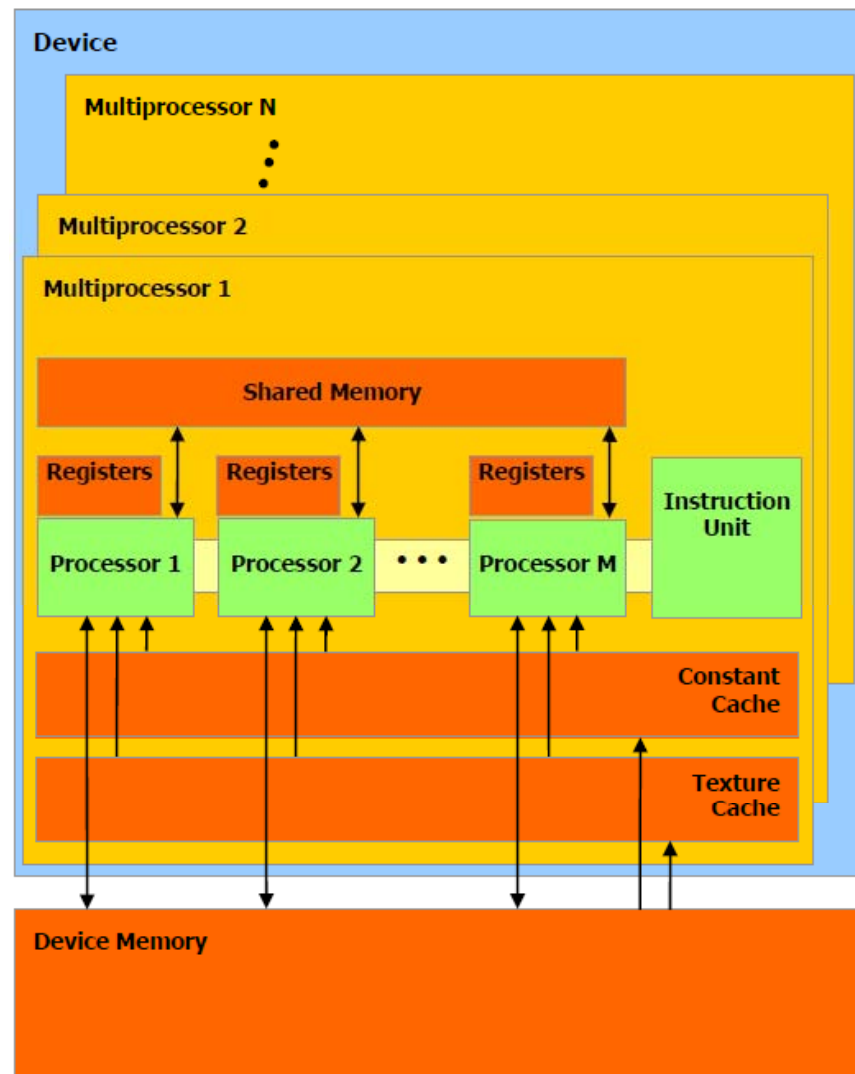 Device
Multiprocessor N
Multiprocessor 2
Multiprocessor 1
Shared Memory
Registers
Registers
Registers
Instruction
Unit
Processor 1
Processor 2
Processor M
Constant
Cache
Texture
Cache
Device Memory